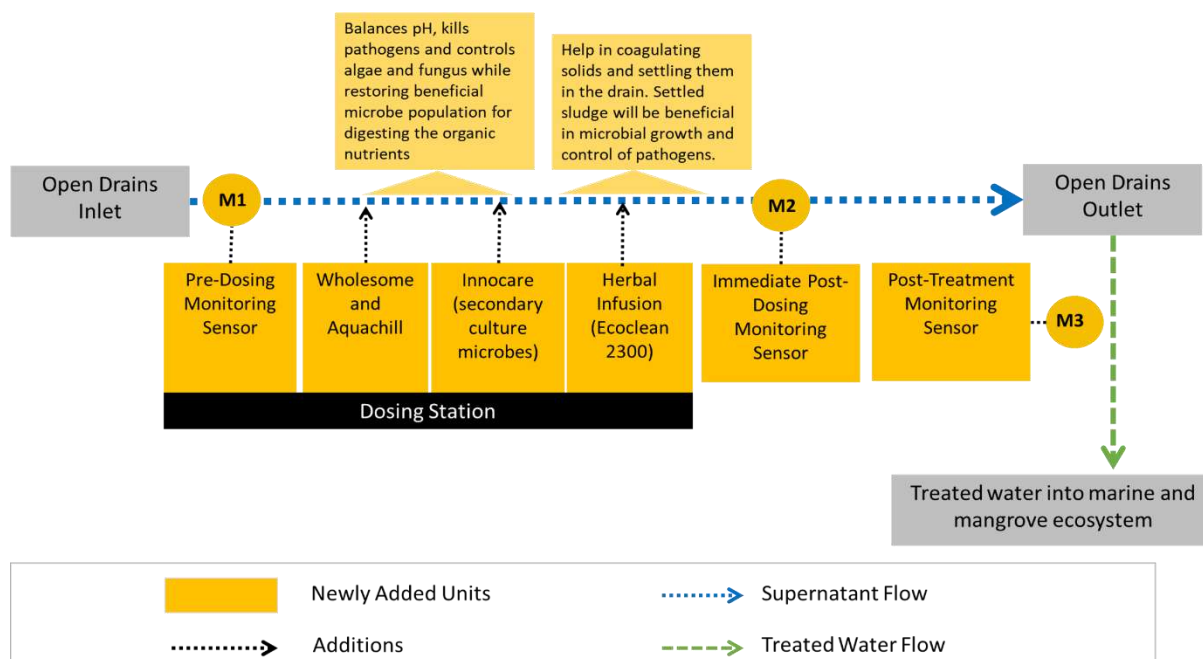 Balances pH, kills
pathogens and controls
algae and fungus while
restoring beneficial
microbe population for
digesting the organic
nutrients
Help in coagulating
solids and settling them
in the drain. Settled
sludge will be beneficial
in microbial growth and
control of pathogens.
Open Drains
Inlet
M1
M2
Open Drains
Outlet
Pre-Dosing
Monitoring
Sensor
Wholesome
and
Aquachill
Innocare
(secondary
culture
microbes)
Herbal
Infusion
(Ecoclean
2300)
Immediate Post-
Dosing
Monitoring
Sensor
Post-Treatment
Monitoring
Sensor
M3
Dosing Station
Treated water into marine and
mangrove ecosystem
Newly Added Units
Supernatant Flow
Additions
Treated Water Flow